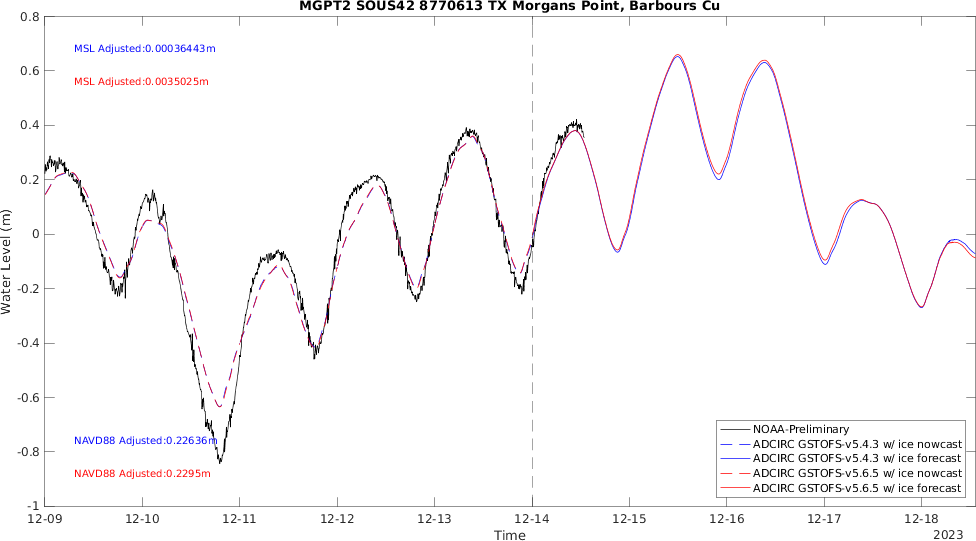 MGPT2 SOUS42 8770613 TX Morgans Point, Barbours Cu
0.8
0.6
0.4
0.2
0
-0.2
-0.4
-0.6
-0.8
-1
Water Level (m)
MSL Adjusted:0.00036443m
MSL Adjusted:0.0035025m
NAVD88 Adjusted:0.22636m
NAVD88 Adjusted:0.2295m
NOAA-Preliminary
ADCIRC GSTOFS-v5.4.3 w/ ice nowcast
ADCIRC GSTOFS-v5.4.3 w/ ice forecast
ADCIRC GSTOFS-v5.6.5 w/ ice nowcast
ADCIRC GSTOFS-v5.6.5 w/ ice forecast
12-09 12-10 12-11 12-12 12-13 12-14 12-15 12-16 12-17 12-18
Time
2023